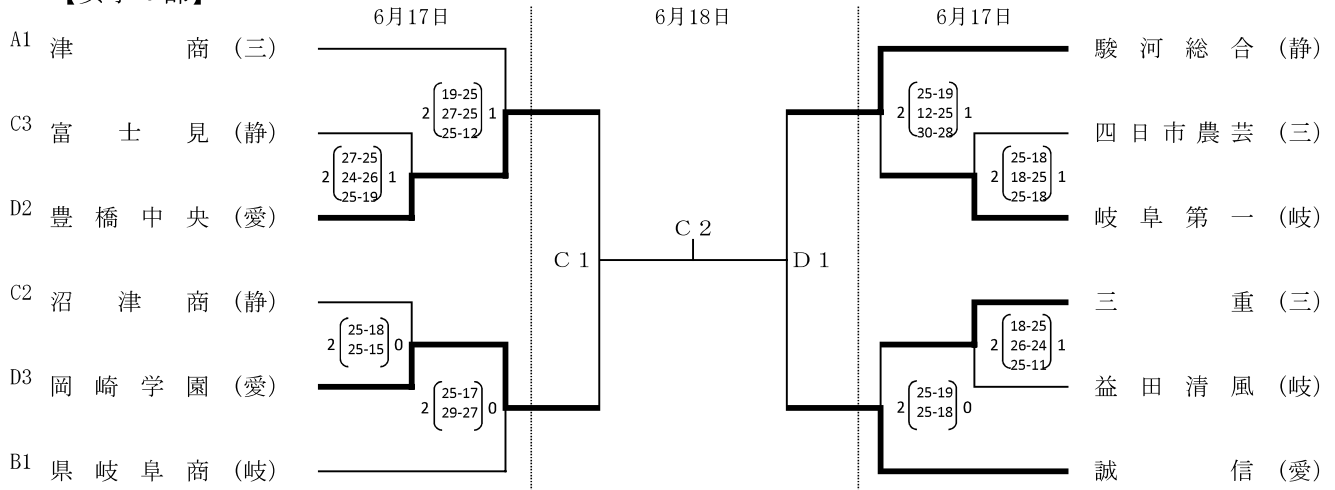 6月17日 6月18日 6月17日
A1 津商(三) 駿河総合(静)
2 19-25 27-25 25-12 1
2 25-19 12-25 30-28 1
C3 富士見(静) 四日市農芸(三)
2 27-25 24-26 25-19 1
2 25-18 18-25 25-18 1
D2 豊橋中央(愛) 岐阜第一(岐)
C2
C1 D1
C2 沼津商(静) 三重(三)
2 25-18 25-15 0
2 18-25 26-24 25-11 1
D3 岡崎学園(愛) 益田清風(岐)
2 25-17 29-27 0
2 25-19 25-18 0
B1 県岐阜商(岐) 誠信(愛)